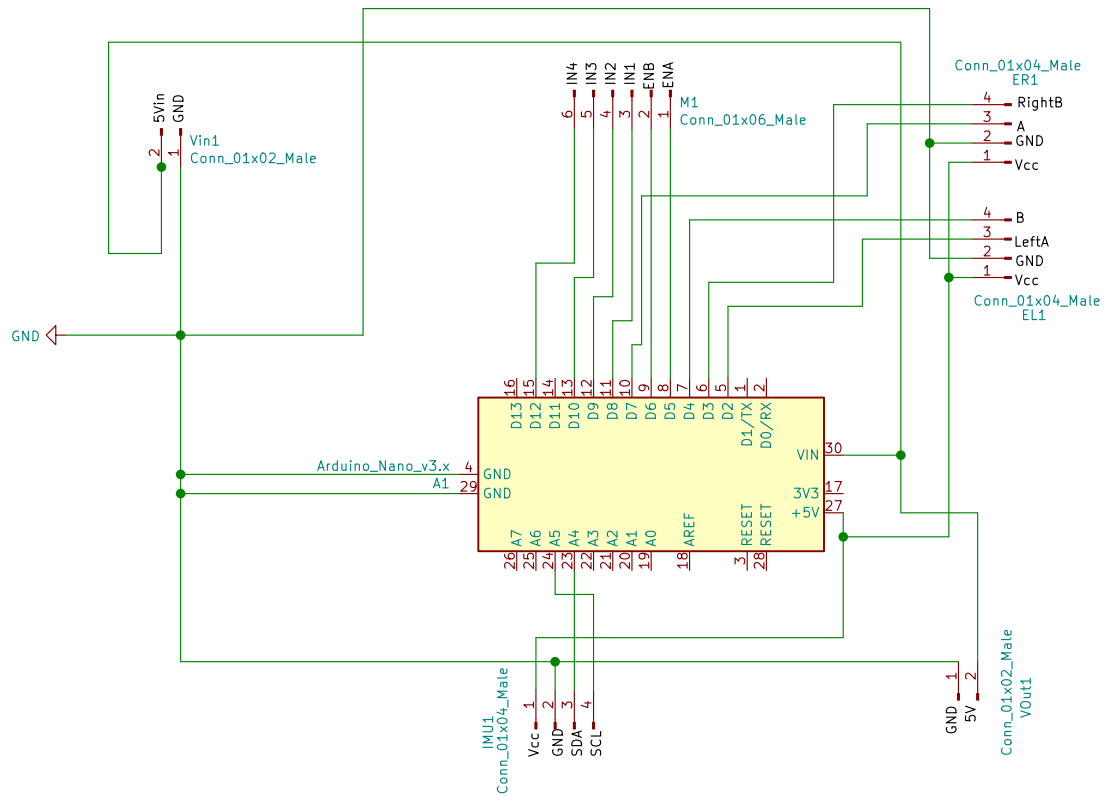 Conn_01x04_Male
ER1
4 RightB
3 A
2 GND
1 Vcc
IN4
IN3
IN2
IN1
ENB
ENA
6
5
4
3
2
1
M1
Conn_01x06_Male
5Vin
GND
2
1
Vin1
Conn_01x02_Male
4 B
3 LeftA
2 GND
1 Vcc
Conn_01x04_Male
EL1
GND
16
15
14
13
12
11
10
9
8
7
6
5
1
2
D13
D12
D11
D10
D9
D8
D7
D6
D5
D4
D3
D2
D1/TX
D0/RX
VIN 30
Arduino_Nano_v3.x
A1
4 GND
29 GND
3V3 17
+5V 27
A7
A6
A5
A4
A3
A2
A1
A0
AREF
RESET
RESET
26
25
24
23
22
21
20
19
18
3
28
IMU1
Conn_01x04_Male
1
2
3
4
Vcc
GND
SDA
SCL
1
2
GND
5V
Conn_01x02_Male
VOut1